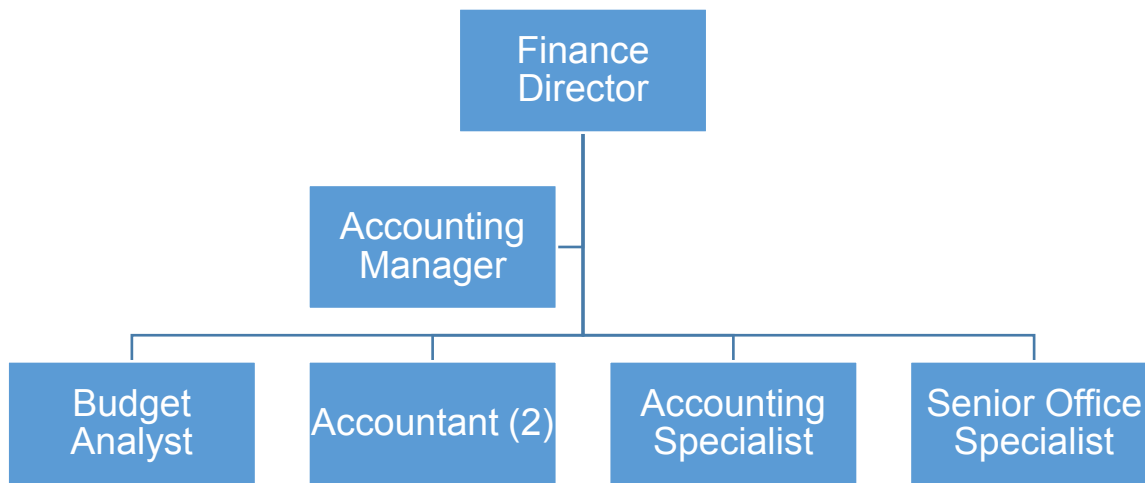 Finance
Director
Accounting
Manager
Budget
Analyst
Accountant (2)
Accounting
Specialist
Senior Office
Specialist